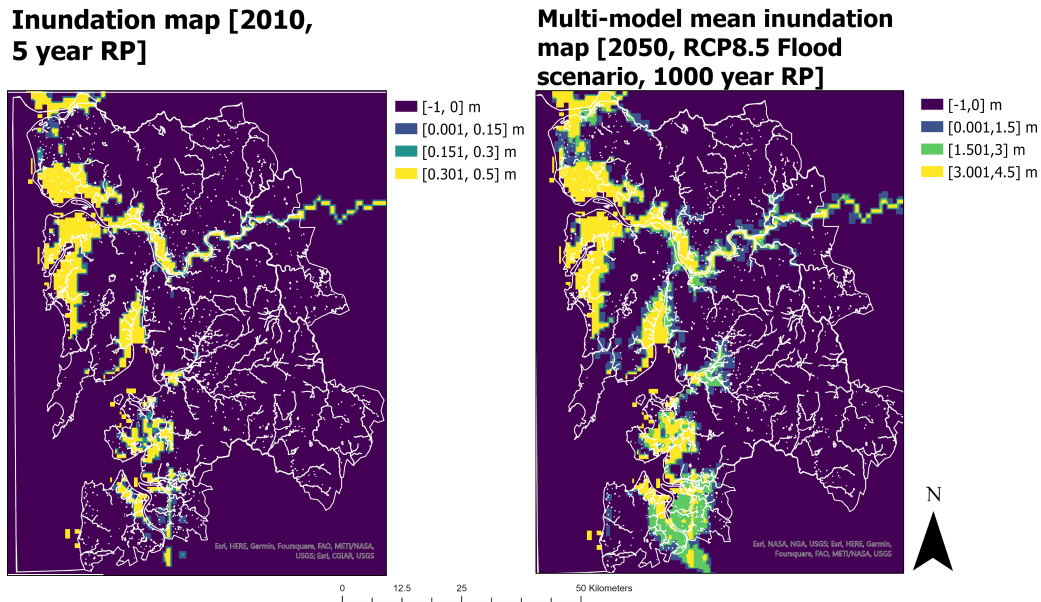 Inundation map [2010,
5 year RP]
Multi-model mean inundation
map [2050, RCP8.5 Flood
scenario, 1000 year RP]
[-1, 0] m
[0.001, 0.15] m
[0.151, 0.3] m
[0.301, 0.5] m
[-1,0] m
[0.001,1.5] m
[1.501,3] m
[3.001,4.5] m
Esri, HERE, Garmin, Foursquare, FAO, METI/NASA,
USGS; Esri, CGIAR, USGS
Esri, NASA, NGA, USGS; Esri, HERE, Garmin,
Foursquare, FAO, METI/NASA, USGS
N
0 12.5 25 50 Kilometers